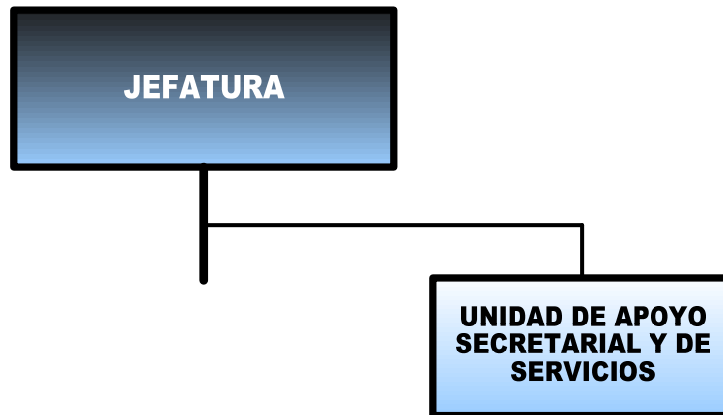 JEFATURA
UNIDAD DE APOYO
SECRETARIAL Y DE
SERVICIOS